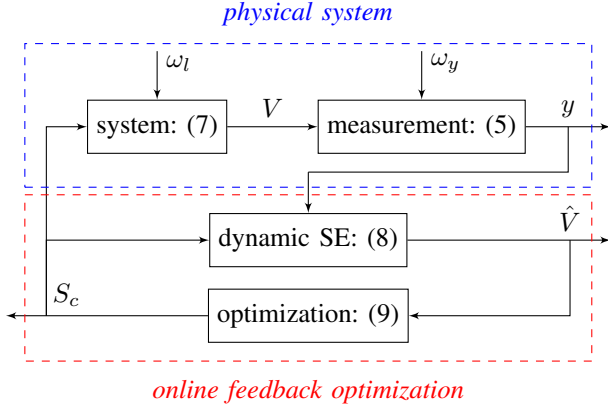 physical system
ω_l ω_y
system: (7) V measurement: (5) y
dynamic SE: (8) V̂
S_c optimization: (9)
online feedback optimization